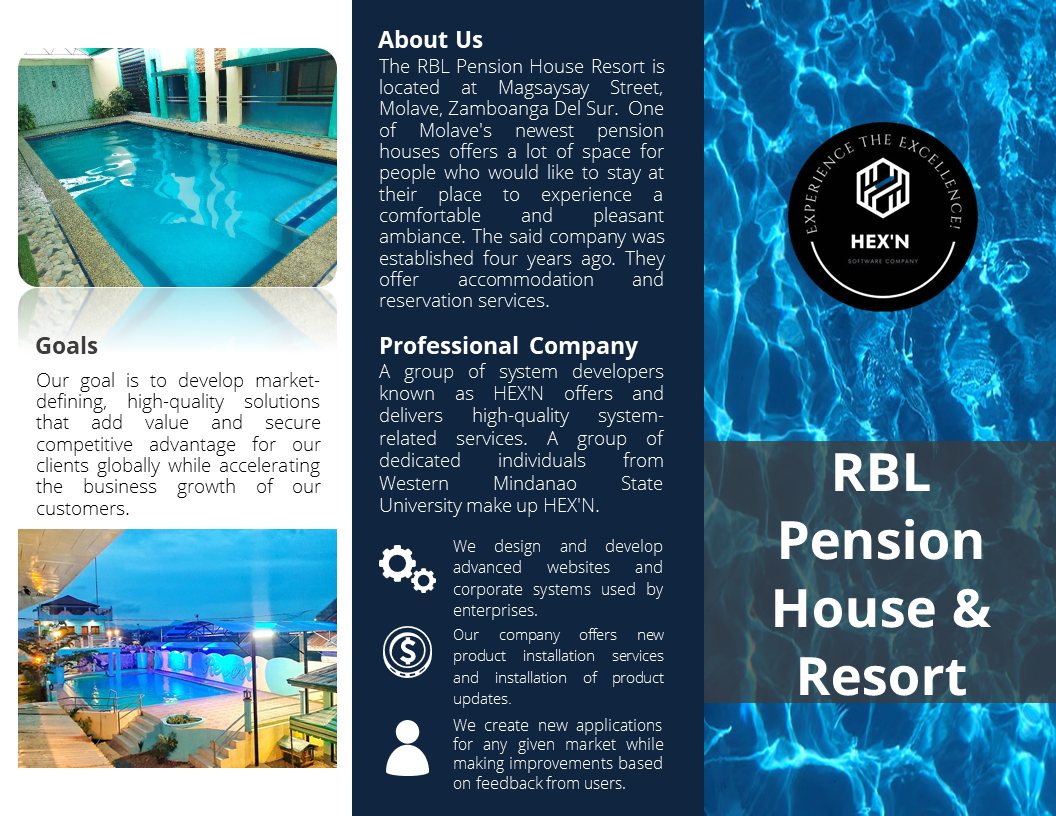 Goals
Our goal is to develop market-
defining, high-quality solutions
that add value and secure
competitive advantage for our
clients globally while accelerating
the business growth of our
customers.
About Us
The RBL Pension House Resort is
located at Magsaysay Street,
Molave, Zamboanga Del Sur. One
of Molave's newest pension
houses offers a lot of space for
people who would like to stay at
their place to experience a
comfortable and pleasant
ambiance. The said company was
established four years ago. They
offer accommodation and
reservation services.
Professional Company
A group of system developers
known as HEX'N offers and
delivers high-quality system-
related services. A group of
dedicated individuals from
Western Mindanao State
University make up HEX'N.
We design and develop
advanced websites and
corporate systems used by
enterprises.
Our company offers new
product installation services
and installation of product
updates.
We create new applications
for any given market while
making improvements based
on feedback from users.
EXPERIENCE THE EXCELLENCE!
HEX'N
SOFTWARE COMPANY
RBL
Pension
House &
Resort